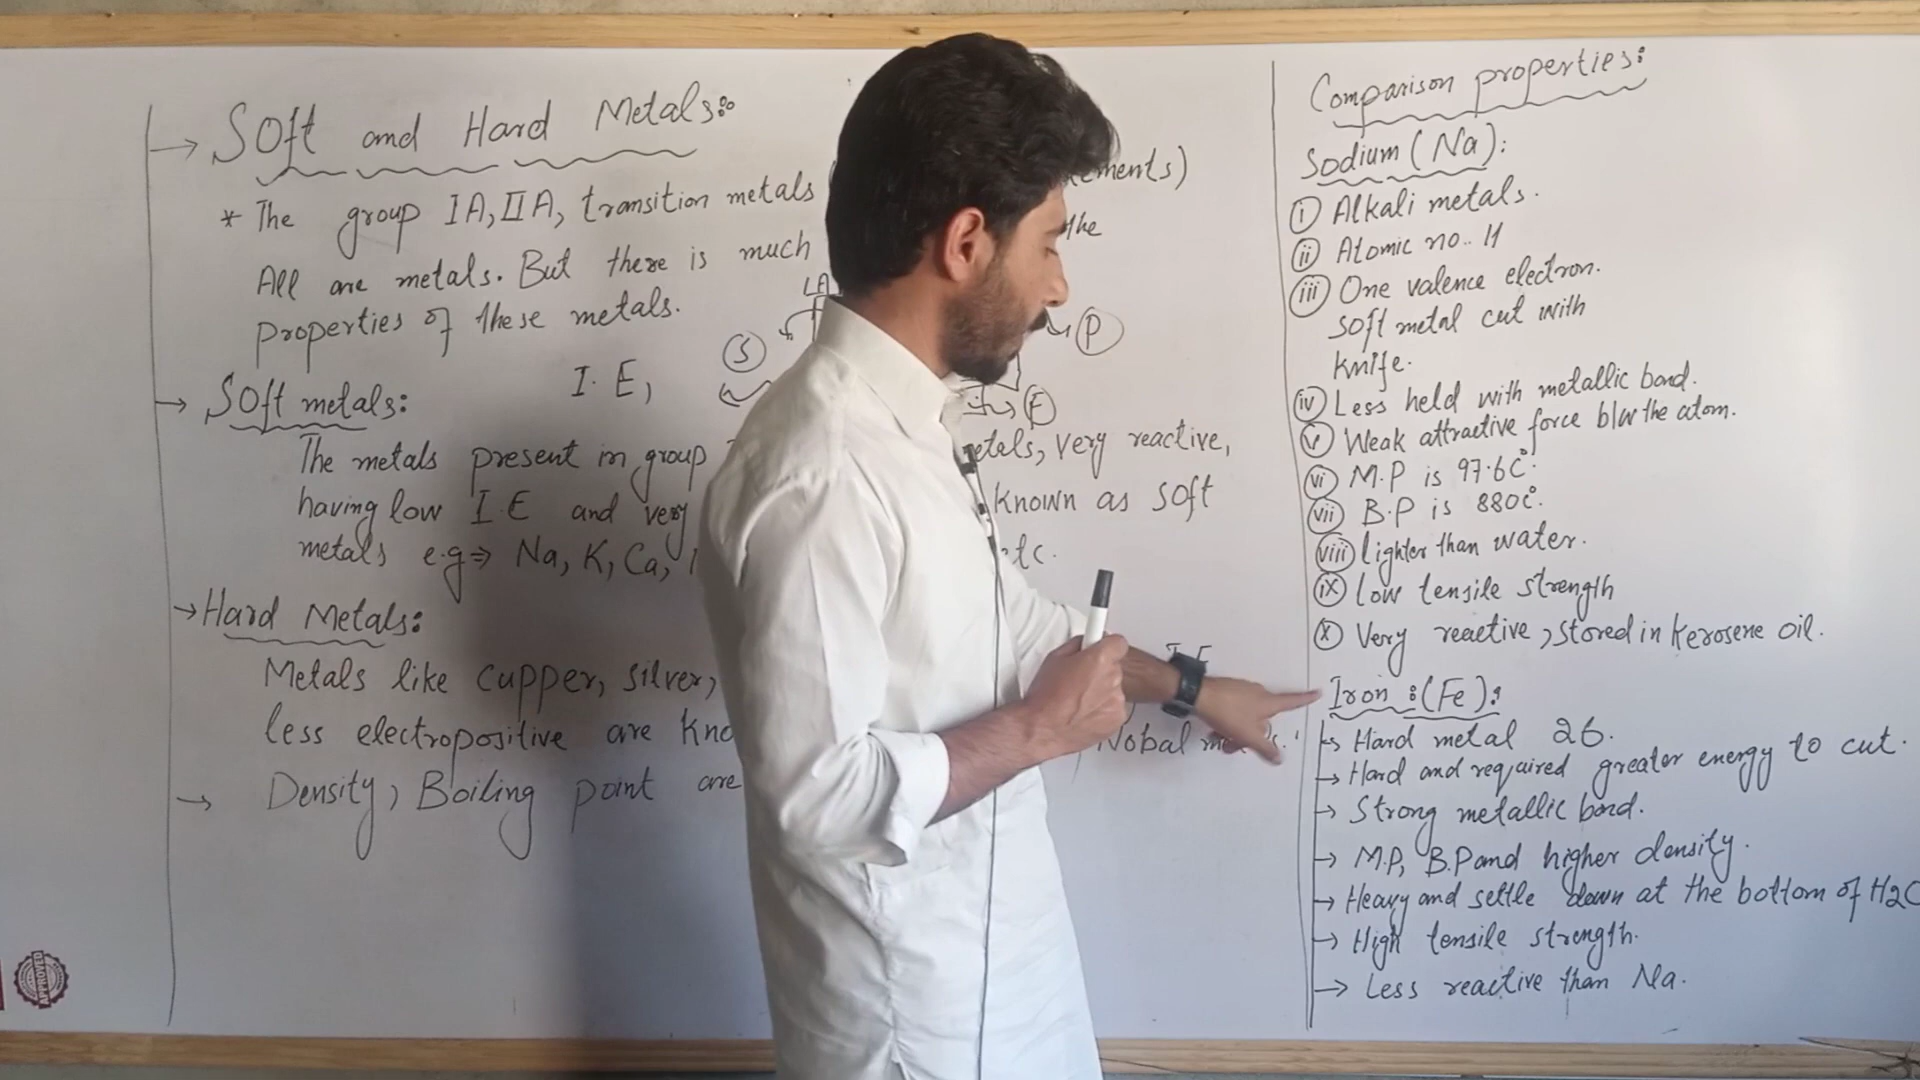 Soft and Hard Metals:
* The group IA, IIA, transition metals
All are metals. But there is much the
properties of these metals.
IA
S
P
F
Soft metals: I.E,
The metals present in group very reactive,
having low I.E and very known as soft
metals e.g ⇒ Na, K, Ca, etc.
Hard Metals:
Metals like cupper, silver, I.E
less electropositive are Nobal
→ Density, Boiling point are
Comparison properties:
Sodium (Na):
(i) Alkali metals.
(ii) Atomic no.. 11
(iii) One valence electron.
soft metal cut with
knife.
(iv) Less held with metallic bond.
(v) Weak attractive force b/w the atom.
(vi) M.P is 97.6C°.
(vii) B.P is 880C°.
(viii) lighter than water.
(ix) Low tensile strength
(x) Very reactive, stored in kerosene oil.
Iron :(Fe):
→ Hard metal 26.
→ Hard and required greater energy to cut.
→ Strong metallic bond.
→ M.P, B.P and higher density.
→ Heavy and settle down at the bottom of
→ High tensile strength.
→ Less reactive than Na.
APPROVED